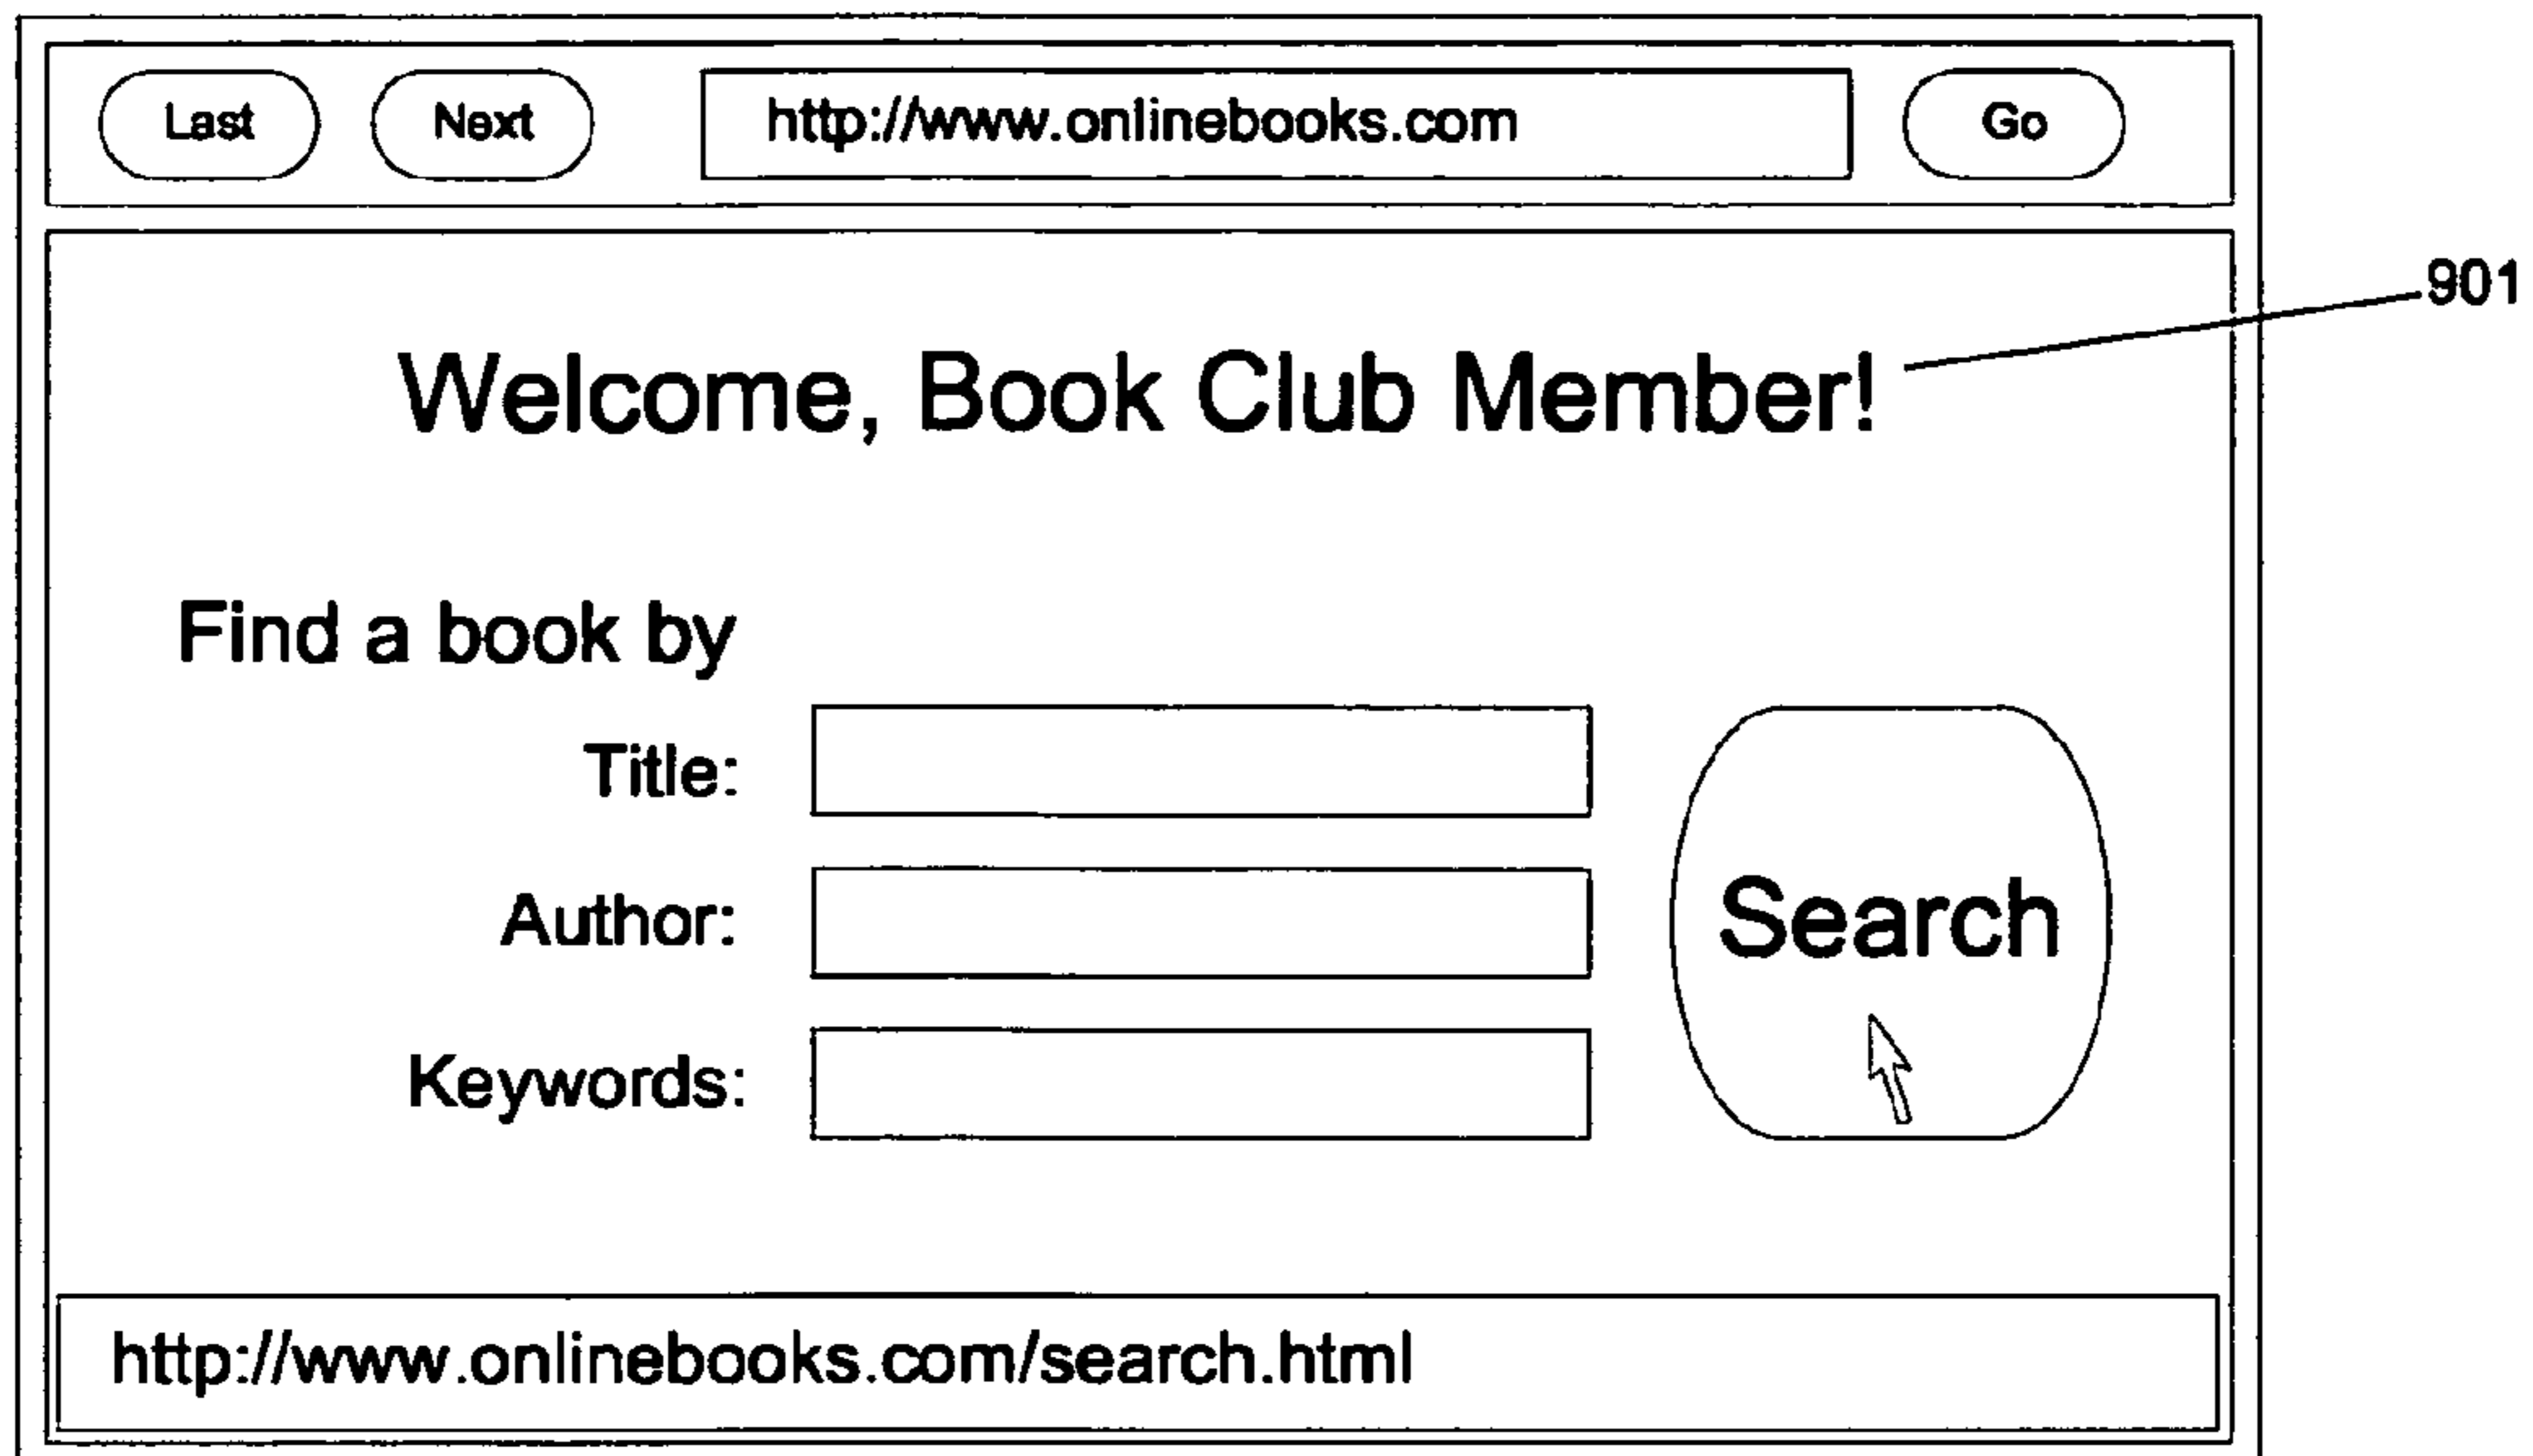 Last Next http://www.onlinebooks.com Go
901
Welcome, Book Club Member!
Find a book by
Title:
Author:
Search
Keywords:
http://www.onlinebooks.com/search.html